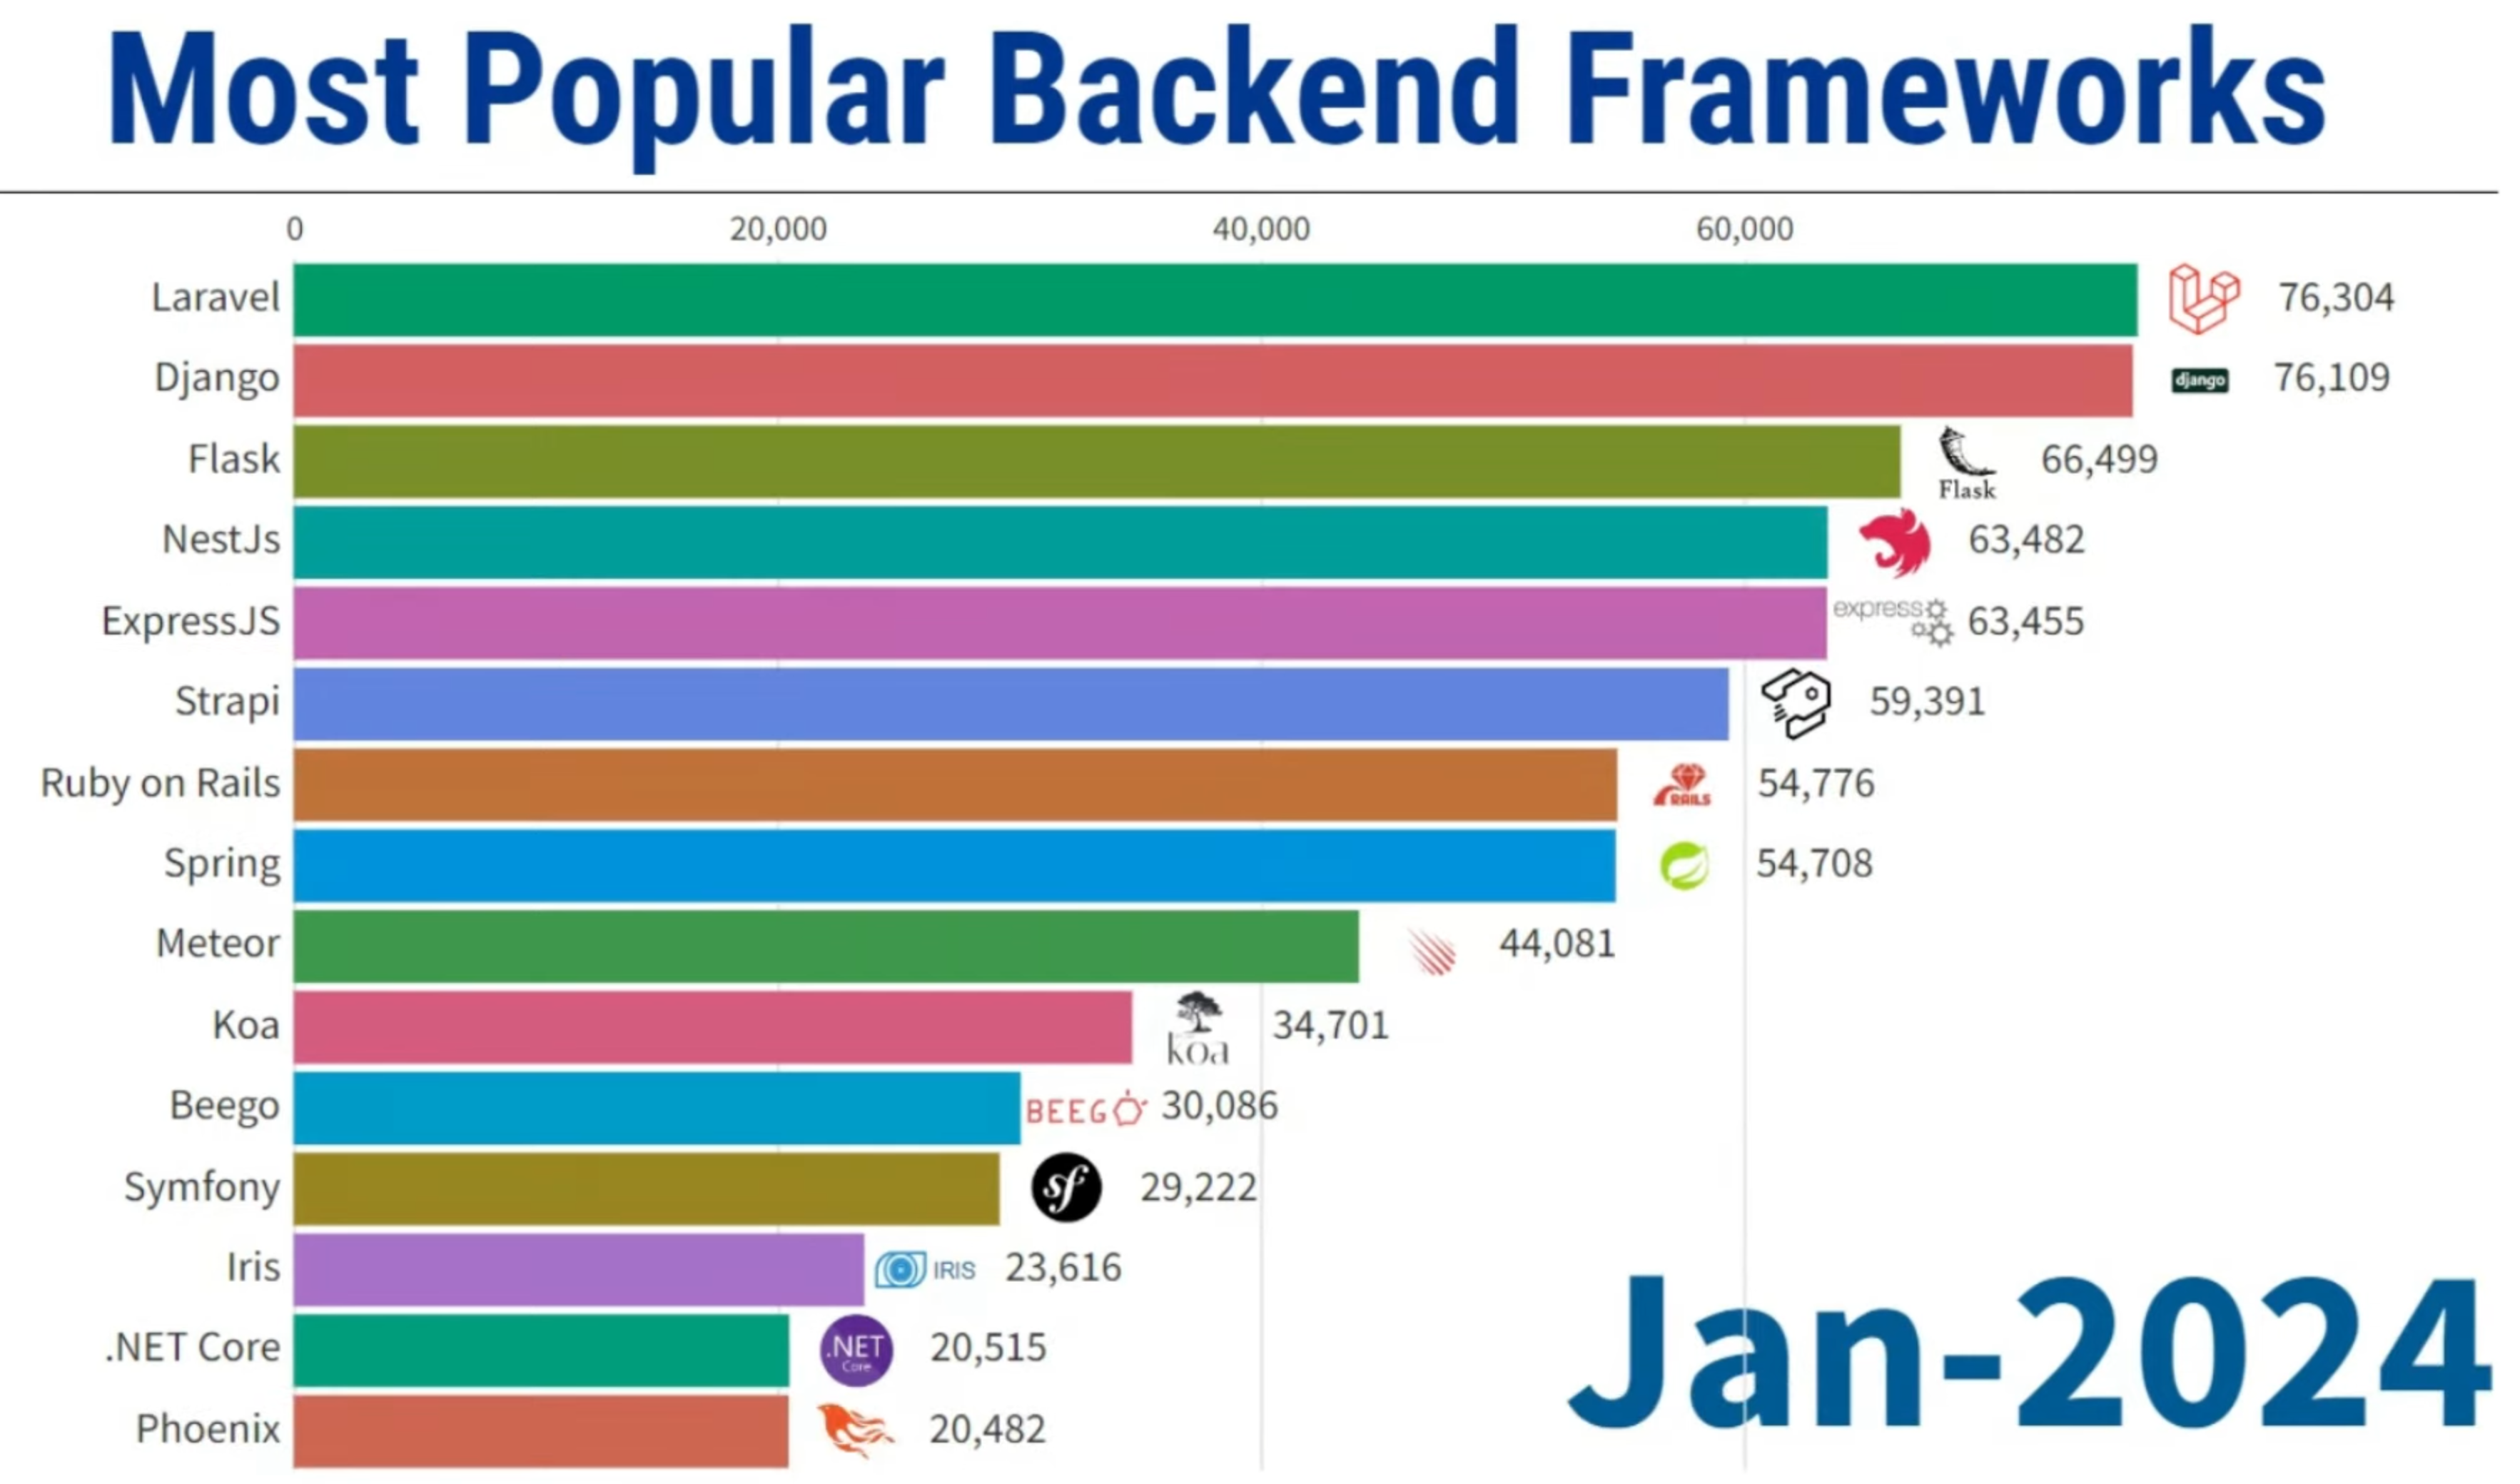 Most Popular Backend Frameworks
0 20,000 40,000 60,000
Laravel 76,304
Django django 76,109
Flask Flask 66,499
NestJs 63,482
ExpressJS express 63,455
Strapi 59,391
Ruby on Rails RAILS 54,776
Spring 54,708
Meteor 44,081
Koa koa 34,701
Beego BEEGO 30,086
Symfony sf 29,222
Iris IRIS 23,616
.NET Core .NET Core 20,515
Phoenix 20,482
Jan-2024